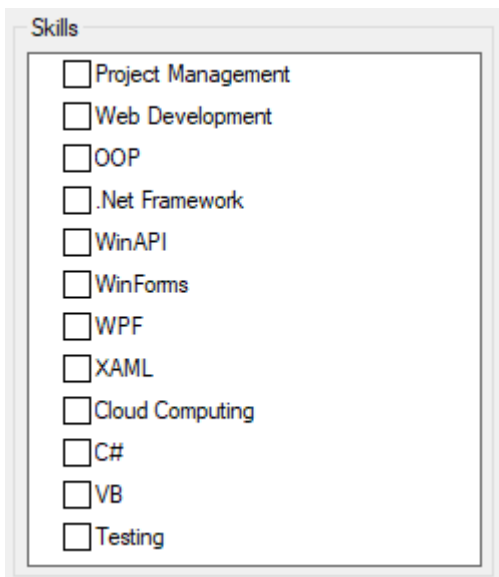 Skills
Project Management
Web Development
OOP
.Net Framework
WinAPI
WinForms
WPF
XAML
Cloud Computing
C#
VB
Testing